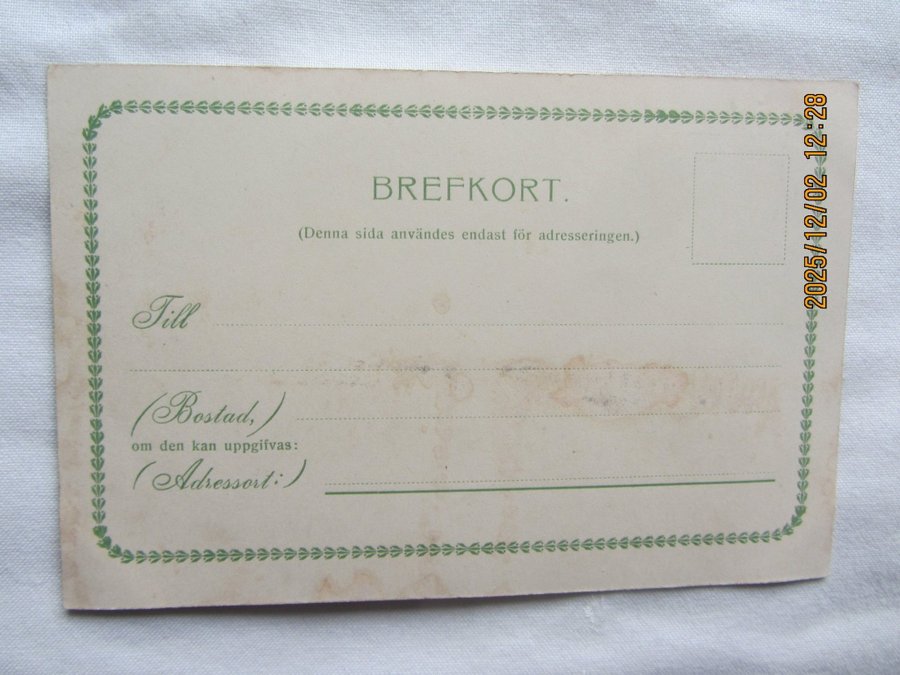 BREFKORT.
(Denna sida användes endast för adresseringen.)
Till
(Bostad,)
om den kan uppgifvas:
(Adressort:)
2025/12/02 12:28